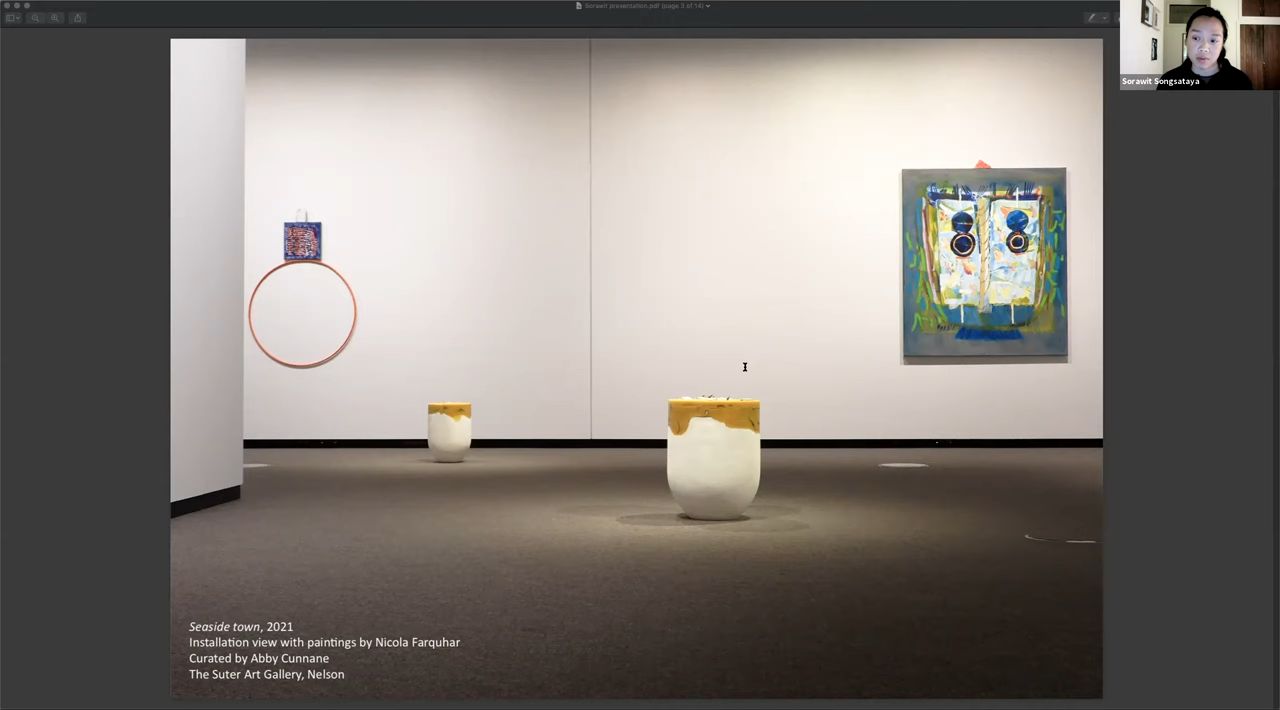 Sorawit presentation.pdf (page 3 of 14)
Sorawit Songsataya
Seaside town, 2021
Installation view with paintings by Nicola Farquhar
Curated by Abby Cunnane
The Suter Art Gallery, Nelson